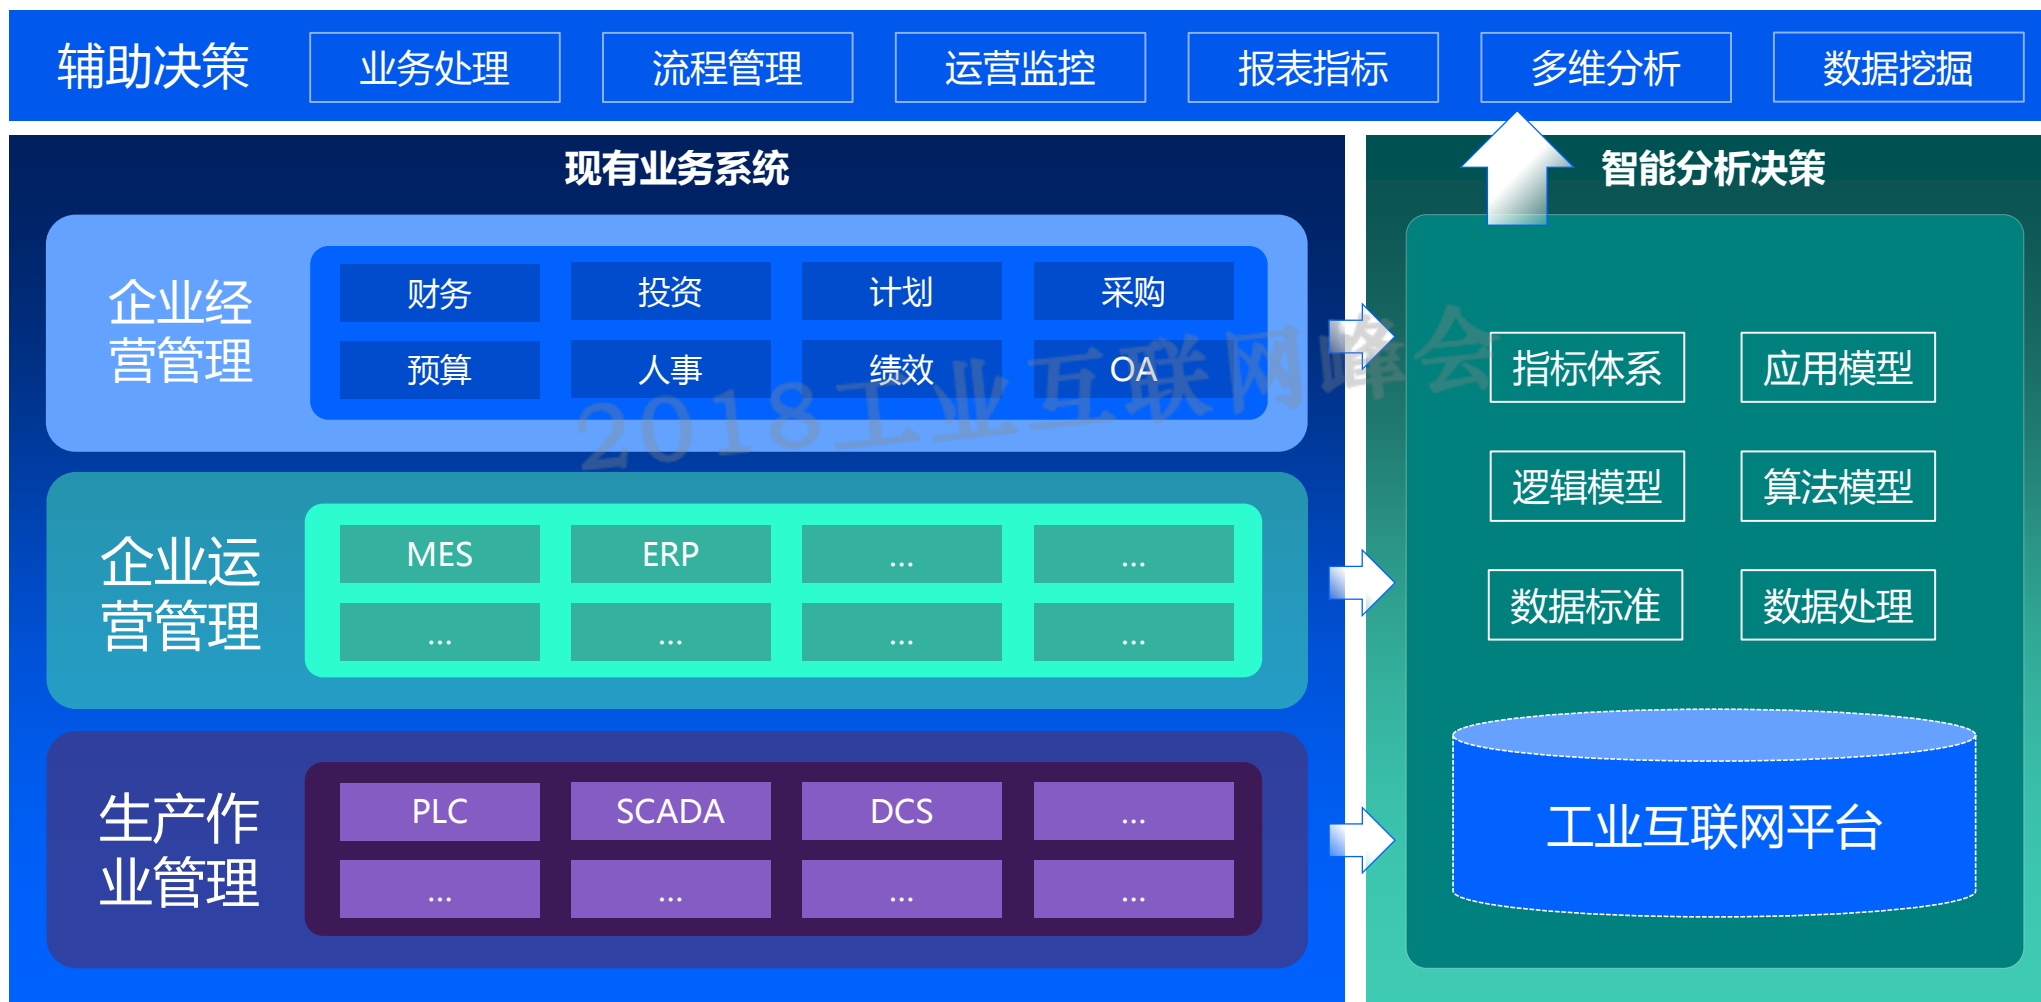 辅助决策
业务处理
流程管理
运营监控
报表指标
多维分析
数据挖掘
现有业务系统
企业经
营管理
财务
投资
计划
采购
预算
人事
绩效
OA
企业运
营管理
MES
ERP
...
...
...
...
...
...
生产作
业管理
PLC
SCADA
DCS
...
...
...
...
...
智能分析决策
指标体系
应用模型
逻辑模型
算法模型
数据标准
数据处理
工业互联网平台
2018工业互联网峰会